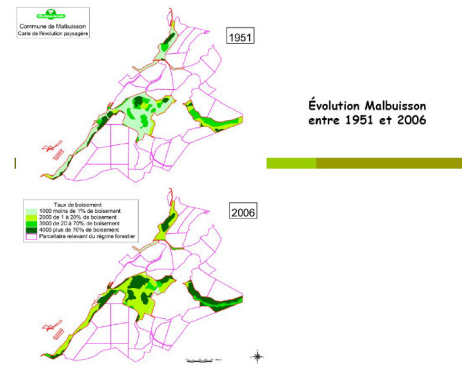 Commune de Malbuisson
Carte de l'évolution paysagère
1951
Évolution Malbuisson
entre 1951 et 2006
Taux de boisement
1000 moins de 1% de boisement
2000 de 1 à 20% de boisement
3000 de 20 à 70% de boisement
4000 plus de 70% de boisement
Parcellaire relevant du régime forestier
2006